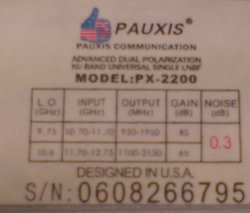 PAUXIS®
PAUXIS COMMUNICATION
ADVANCED DUAL POLARIZATION
KU BAND UNIVERSAL SINGLE LNBF
MODEL:PX-2200
L.O. (GHz) INPUT (GHz) OUTPUT (MHz) GAIN (dB) NOISE (dB)
9.75 10.70-11.70 950-1950 65 0.3
10.6 11.70-12.75 1100-2150 65
DESIGNED IN U.S.A.
S/N:0608266795